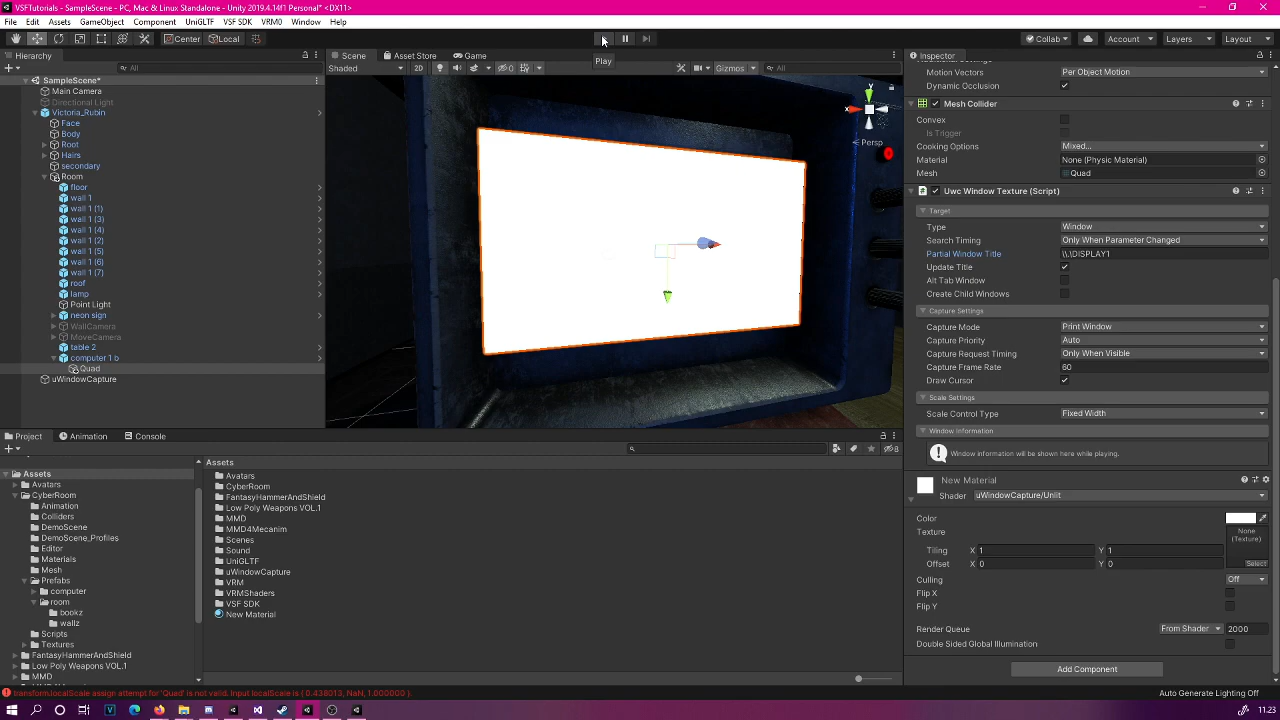 VSFTutorials - SampleScene - PC, Mac & Linux Standalone - Unity 2019.4.14f1 Personal* <DX11>
File Edit Assets GameObject Component UniGLTF VSF SDK VRM0 Window Help
Center Local Collab Account Layers Layout
Play
Hierarchy
All
SampleScene*
Main Camera
Directional Light
Victoria_Rubin
Face
Body
Root
Hairs
secondary
Room
floor
wall 1
wall 1 (1)
wall 1 (3)
wall 1 (4)
wall 1 (2)
wall 1 (5)
wall 1 (6)
wall 1 (7)
roof
lamp
Point Light
neon sign
WallCamera
MoveCamera
table 2
computer 1 b
Quad
uWindowCapture
Scene Asset Store Game
Shaded 2D 0 Gizmos All
y
x
Persp
Inspector
Motion Vectors Per Object Motion
Dynamic Occlusion
Mesh Collider
Convex
Is Trigger
Cooking Options Mixed...
Material None (Physic Material)
Mesh Quad
Uwc Window Texture (Script)
Target
Type Window
Search Timing Only When Parameter Changed
Partial Window Title \\.\DISPLAY1
Update Title
Alt Tab Window
Create Child Windows
Capture Settings
Capture Mode Print Window
Capture Priority Auto
Capture Request Timing Only When Visible
Capture Frame Rate 60
Draw Cursor
Scale Settings
Scale Control Type Fixed Width
Window Information
Window information will be shown here while playing.
New Material
Shader uWindowCapture/Unlit
Color
Texture
None
(Texture)
Tiling X 1 Y 1
Offset X 0 Y 0
Select
Culling Off
Flip X
Flip Y
Render Queue From Shader 2000
Double Sided Global Illumination
Add Component
Project Animation Console
8
Assets
Avatars
CyberRoom
Animation
Colliders
DemoScene
DemoScene_Profiles
Editor
Materials
Mesh
Prefabs
computer
room
bookz
wallz
Scripts
Textures
FantasyHammerAndShield
Low Poly Weapons VOL.1
MMD
Assets
Avatars
CyberRoom
FantasyHammerAndShield
Low Poly Weapons VOL.1
MMD
MMD4Mecanim
Scenes
Sound
UniGLTF
uWindowCapture
VRM
VRMShaders
VSF SDK
New Material
transform.localScale assign attempt for 'Quad' is not valid. Input localScale is { 0.438013, NaN, 1.000000 }.
Auto Generate Lighting Off
11.23